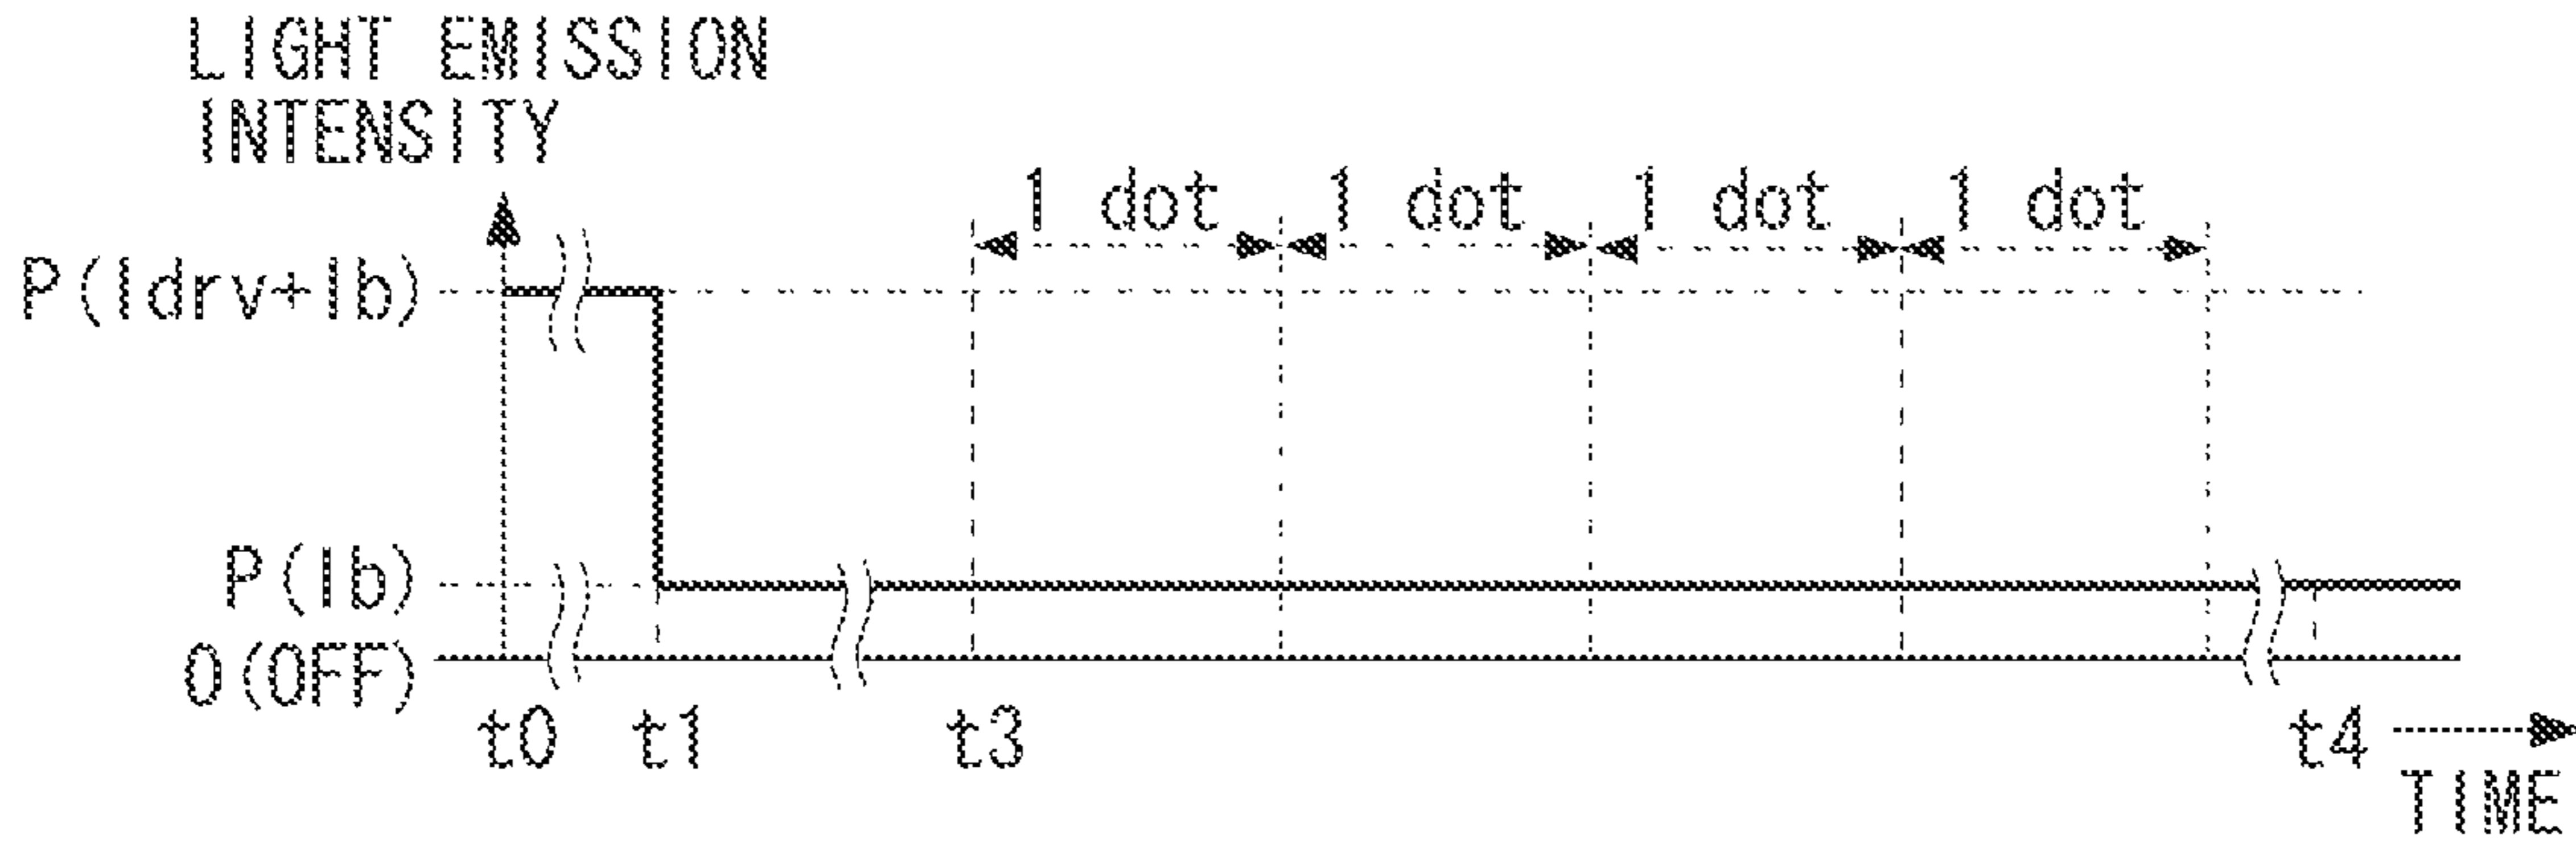 LIGHT EMISSION
INTENSITY
1 dot 1 dot 1 dot 1 dot
P(Idrv+Ib)
P(Ib)
0(OFF)
t0 t1 t3 t4
TIME